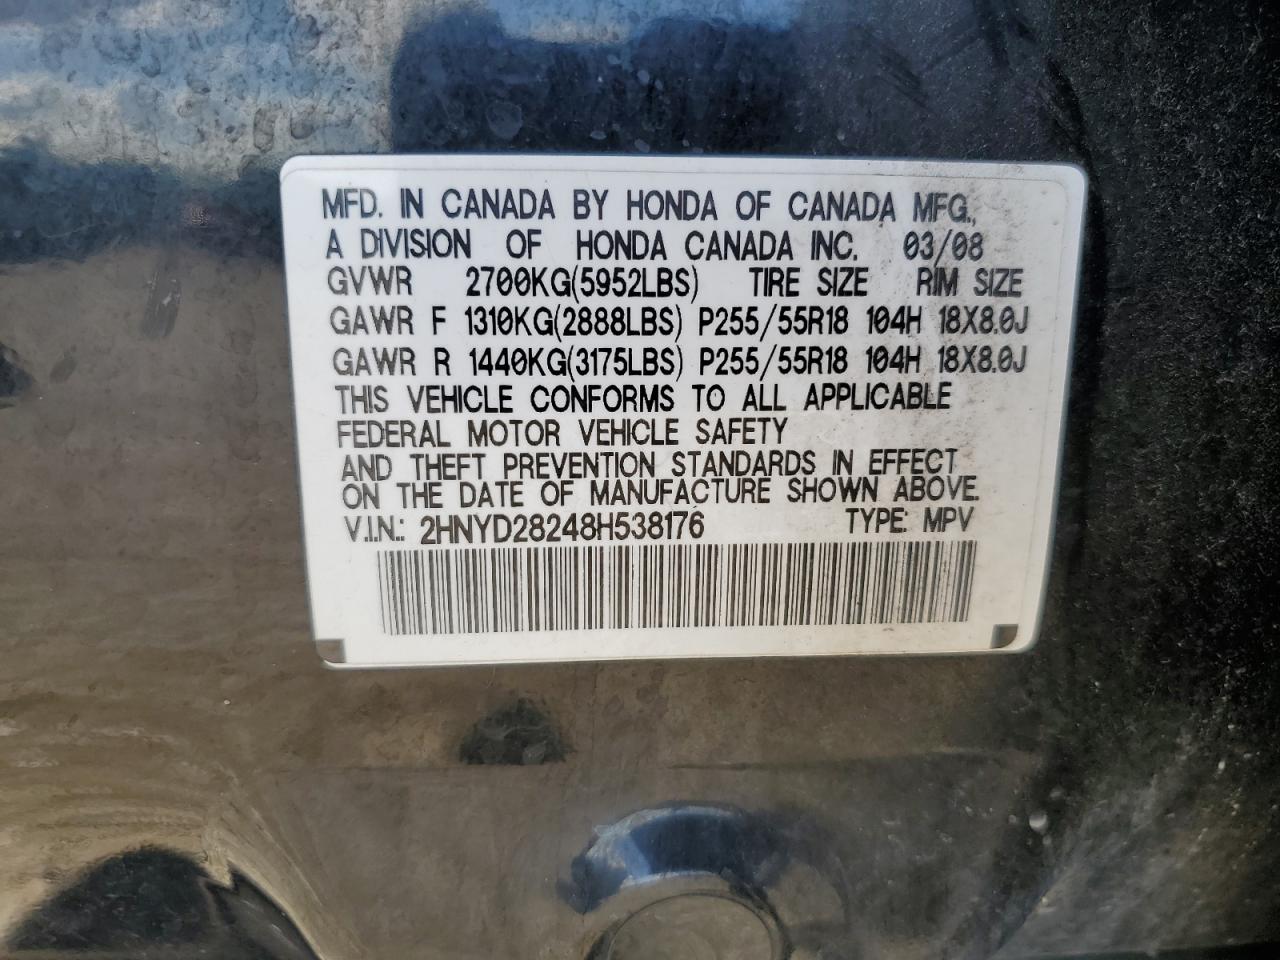 MFD. IN CANADA BY HONDA OF CANADA MFG.,
A DIVISION OF HONDA CANADA INC. 03/08
GVWR 2700KG(5952LBS) TIRE SIZE RIM SIZE
GAWR F 1310KG(2888LBS) P255/55R18 104H 18X8.0J
GAWR R 1440KG(3175LBS) P255/55R18 104H 18X8.0J
THIS VEHICLE CONFORMS TO ALL APPLICABLE
FEDERAL MOTOR VEHICLE SAFETY
AND THEFT PREVENTION STANDARDS IN EFFECT
ON THE DATE OF MANUFACTURE SHOWN ABOVE.
V.I.N.: 2HNYD28248H538176 TYPE: MPV